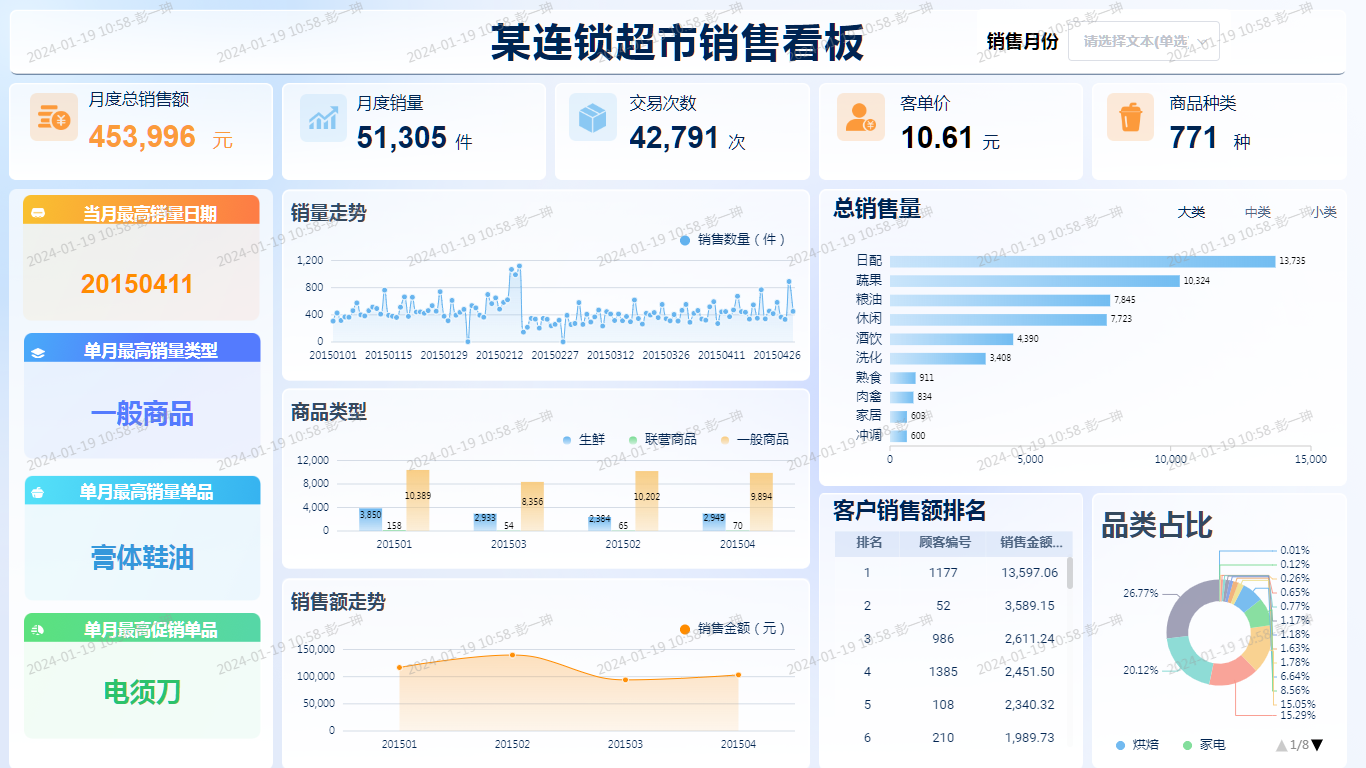 某连锁超市销售看板
销售月份
请选择文本(单选
月度总销售额
453,996 元
月度销量
51,305 件
交易次数
42,791 次
客单价
10.61 元
商品种类
771 种
当月最高销量日期
20150411
单月最高销量类型
一般商品
单月最高销量单品
膏体鞋油
单月最高促销单品
电须刀
销量走势
销售数量（件）
1,200
800
400
0
20150101 20150115 20150129 20150212 20150227 20150312 20150326 20150411 20150426
商品类型
生鲜 联营商品 一般商品
12,000
8,000
4,000
0
3,850 158 10,389
2,933 54 8,356
2,384 65 10,202
2,949 70 9,894
201501 201503 201502 201504
销售额走势
销售金额（元）
150,000
100,000
50,000
0
201501 201502 201503 201504
总销售量
大类 中类 小类
日配 13,735
蔬果 10,324
粮油 7,845
休闲 7,723
酒饮 4,390
洗化 3,408
熟食 911
肉禽 834
家居 603
冲调 600
0 5,000 10,000 15,000
客户销售额排名
排名 顾客编号 销售金额...
1 1177 13,597.06
2 52 3,589.15
3 986 2,611.24
4 1385 2,451.50
5 108 2,340.32
6 210 1,989.73
品类占比
0.01%
0.12%
0.26%
0.65%
0.77%
1.17%
1.18%
1.63%
1.78%
6.64%
8.56%
15.05%
15.29%
26.77%
20.12%
烘焙 家电 1/8
2024-01-19 10:58-彭一珅